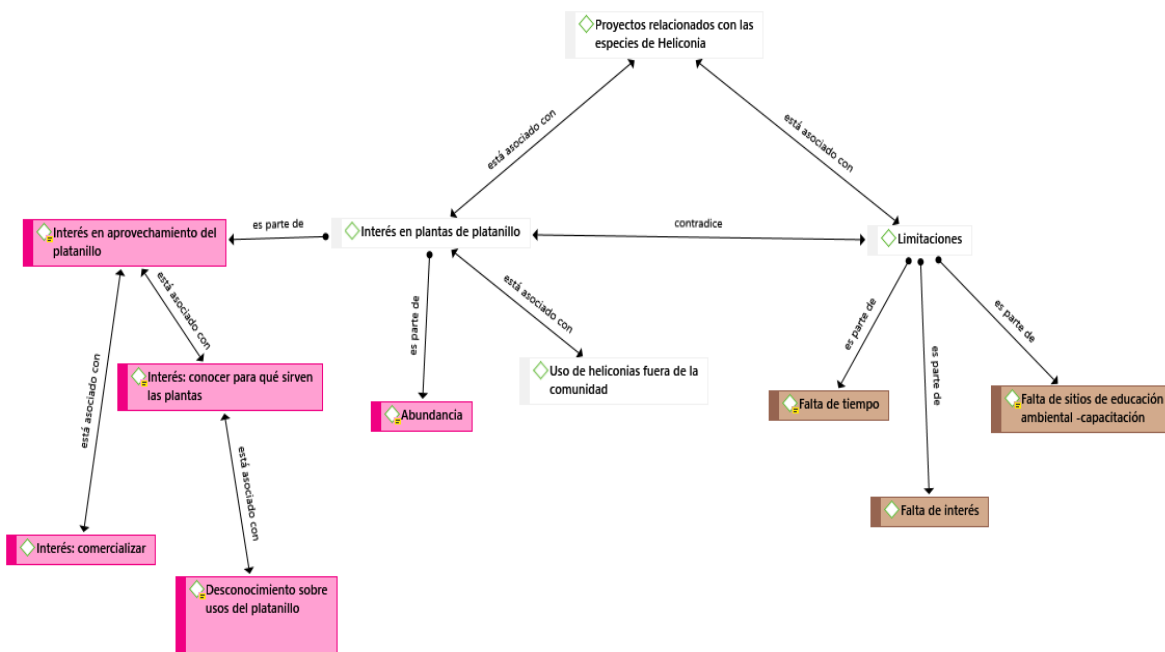 Proyectos relacionados con las
especies de Heliconia
está asociado con
está asociado con
Interés en aprovechamiento del
platanillo
es parte de
Interés en plantas de platanillo
contradice
Limitaciones
está asociado con
está asociado con
es parte de
está asociado con
es parte de
es parte de
es parte de
Interés: conocer para qué sirven
las plantas
Uso de heliconias fuera de la
comunidad
Abundancia
Falta de tiempo
Falta de sitios de educación
ambiental -capacitación
está asociado con
Falta de interés
Interés: comercializar
Desconocimiento sobre
usos del platanillo